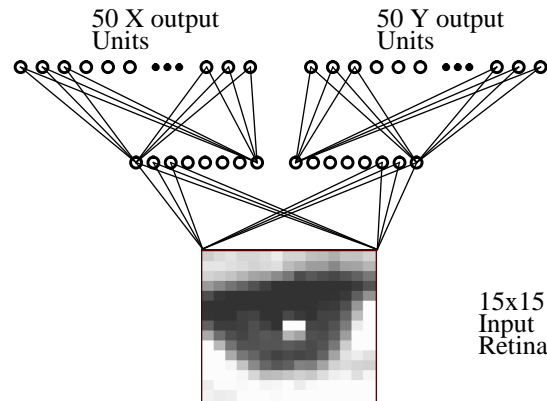 50 X output
Units
50 Y output
Units
15x15
Input
Retina